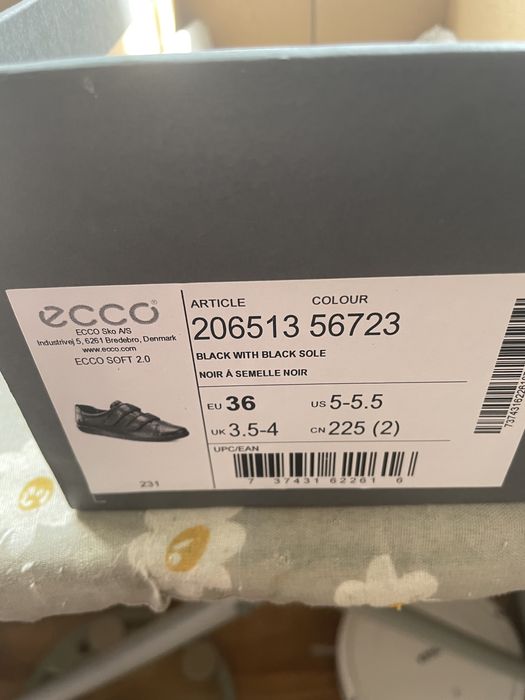 ecco®
ECCO Sko A/S
Industrivej 5, 6261 Bredebro, Denmark
www.ecco.com
ECCO SOFT 2.0
231
ARTICLE COLOUR
206513 56723
BLACK WITH BLACK SOLE
NOIR À SEMELLE NOIR
EU 36 US 5-5.5
UK 3.5-4 CN 225 (2)
UPC/EAN
7 37431 62261 6